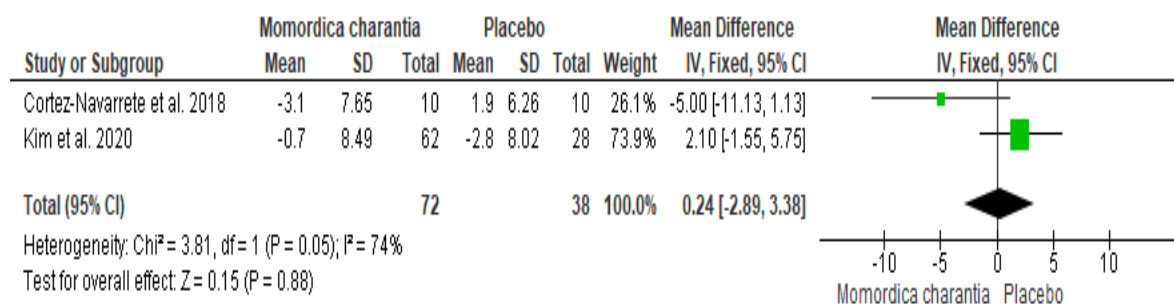 Momordica charantia Placebo Mean Difference Mean Difference
Study or Subgroup Mean SD Total Mean SD Total Weight IV, Fixed, 95% CI IV, Fixed, 95% CI
Cortez-Navarrete et al. 2018 -3.1 7.65 10 1.9 6.26 10 26.1% -5.00 [-11.13, 1.13]
Kim et al. 2020 -0.7 8.49 62 -2.8 8.02 28 73.9% 2.10 [-1.55, 5.75]
Total (95% CI) 72 38 100.0% 0.24 [-2.89, 3.38]
Heterogeneity: Chi² = 3.81, df = 1 (P = 0.05); I² = 74%
Test for overall effect: Z = 0.15 (P = 0.88)
-10 -5 0 5 10
Momordica charantia Placebo